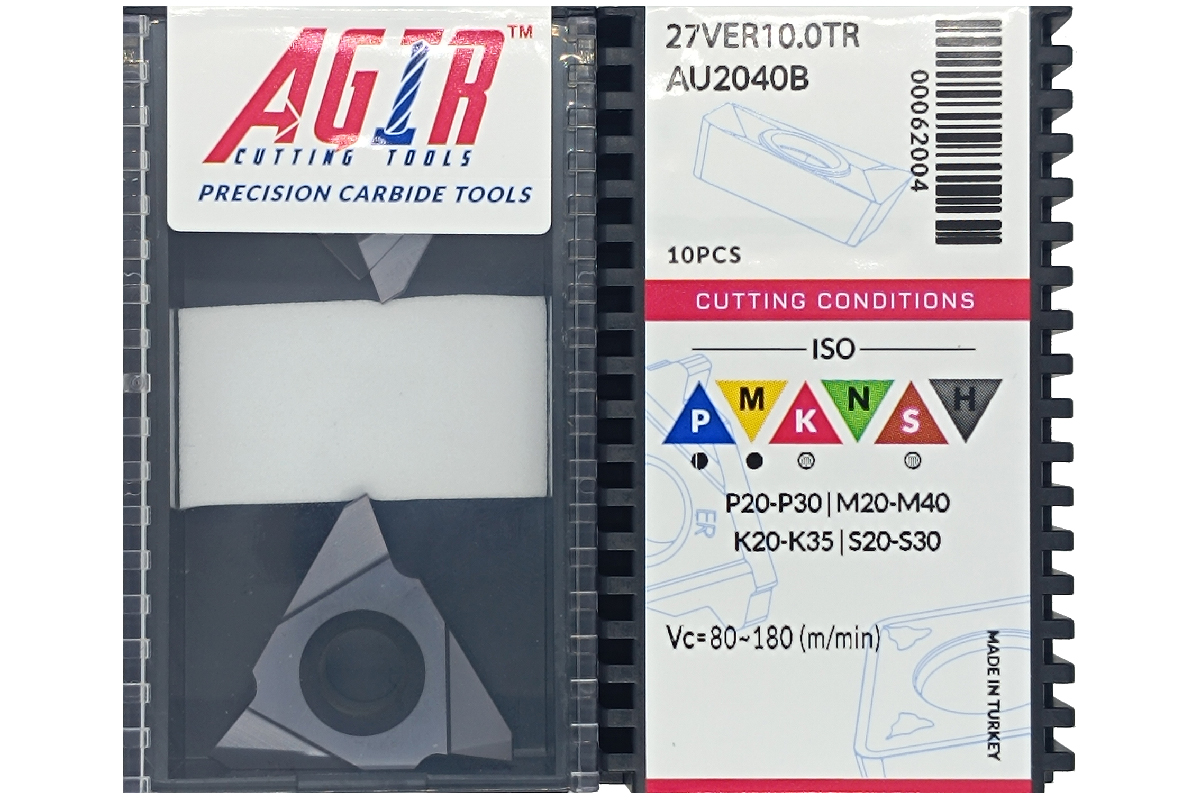 AGIR™
CUTTING TOOLS
PRECISION CARBIDE TOOLS
27VER10.0TR
AU2040B
00062004
10PCS
CUTTING CONDITIONS
ISO
P M K N S H
ER
P20-P30|M20-M40
K20-K35|S20-S30
Vc=80~180 (m/min)
MADE IN TURKEY